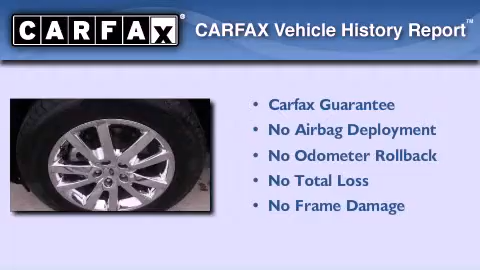 CARFAX® CARFAX Vehicle History Report™
• Carfax Guarantee
• No Airbag Deployment
• No Odometer Rollback
• No Total Loss
• No Frame Damage